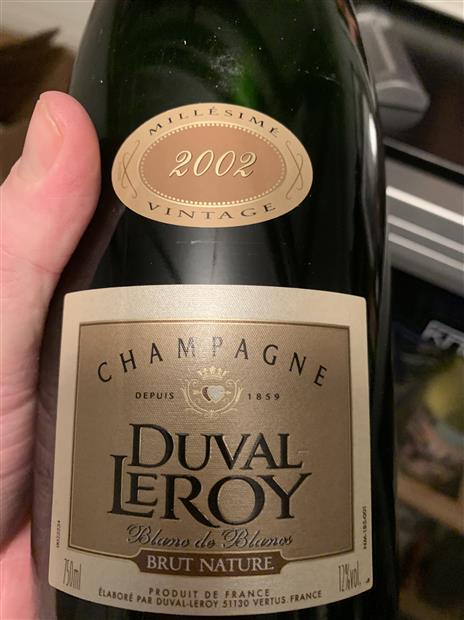 MILLÉSIMÉ
2002
VINTAGE
CHAMPAGNE
DEPUIS 1859
DUVAL-
LEROY
Blanc de Blancs
BRUT NATURE
750ml
12%vol.
PRODUIT DE FRANCE
ÉLABORÉ PAR DUVAL-LEROY 51130 VERTUS. FRANCE